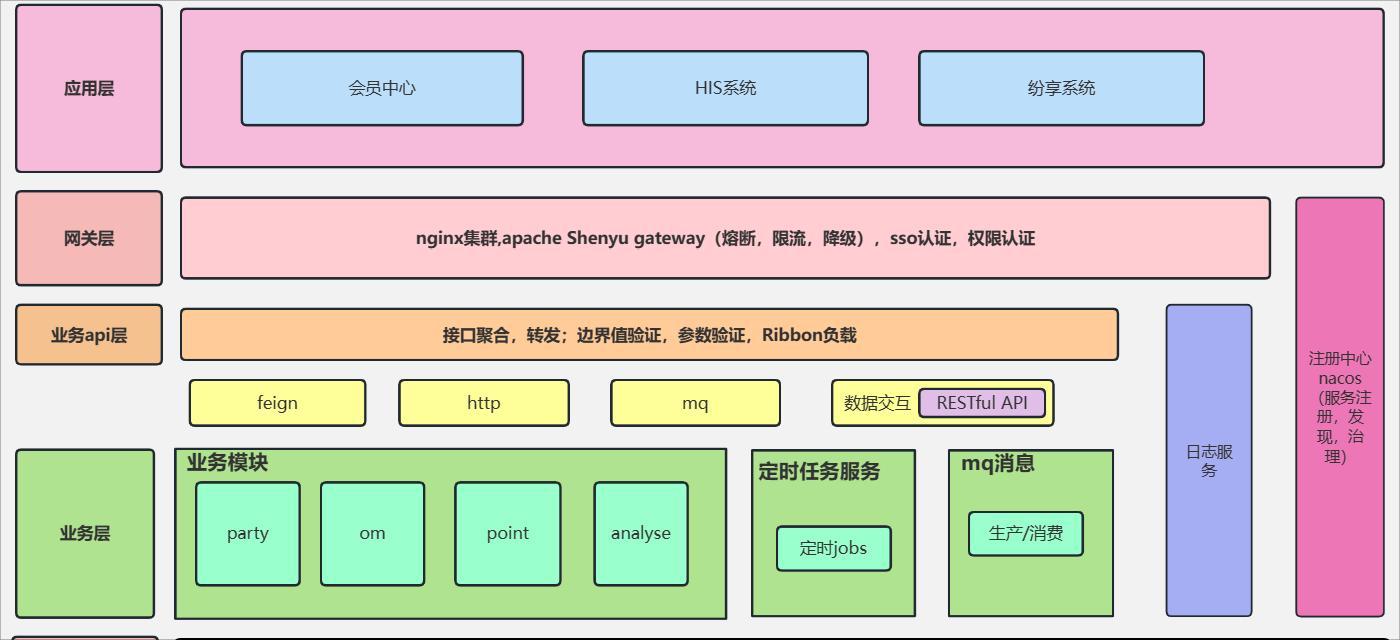 应用层
会员中心
HIS系统
纷享系统
网关层
nginx集群,apache Shenyu gateway（熔断，限流，降级），sso认证，权限认证
业务api层
接口聚合，转发；边界值验证，参数验证，Ribbon负载
feign
http
mq
数据交互
RESTful API
业务层
业务模块
party
om
point
analyse
定时任务服务
定时jobs
mq消息
生产/消费
日志服
务
注册中心
nacos
（服务注
册，发
现，治
理）